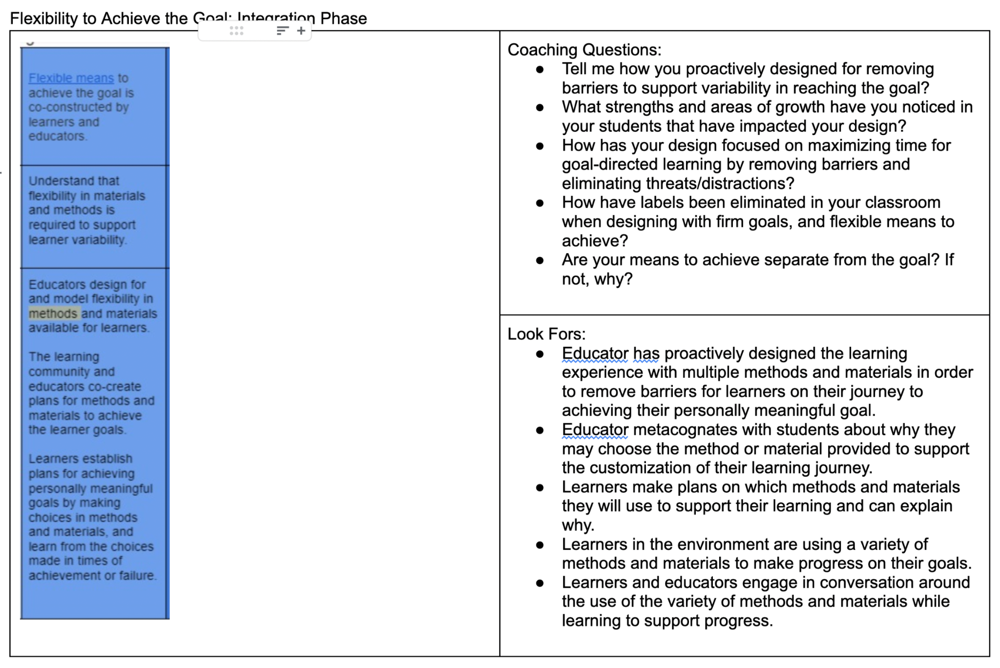 Flexibility to Achieve the Goal: Integration Phase
Flexible means to
achieve the goal is
co-constructed by
learners and
educators.
Understand that
flexibility in materials
and methods is
required to support
learner variability.
Educators design for
and model flexibility in
methods and materials
available for learners.
The learning
community and
educators co-create
plans for methods and
materials to achieve
the learner goals.
Learners establish
plans for achieving
personally meaningful
goals by making
choices in methods
and materials, and
learn from the choices
made in times of
achievement or failure.
Coaching Questions:
● Tell me how you proactively designed for removing
barriers to support variability in reaching the goal?
● What strengths and areas of growth have you noticed in
your students that have impacted your design?
● How has your design focused on maximizing time for
goal-directed learning by removing barriers and
eliminating threats/distractions?
● How have labels been eliminated in your classroom
when designing with firm goals, and flexible means to
achieve?
● Are your means to achieve separate from the goal? If
not, why?
Look Fors:
● Educator has proactively designed the learning
experience with multiple methods and materials in order
to remove barriers for learners on their journey to
achieving their personally meaningful goal.
● Educator metacognates with students about why they
may choose the method or material provided to support
the customization of their learning journey.
● Learners make plans on which methods and materials
they will use to support their learning and can explain
why.
● Learners in the environment are using a variety of
methods and materials to make progress on their goals.
● Learners and educators engage in conversation around
the use of the variety of methods and materials while
learning to support progress.